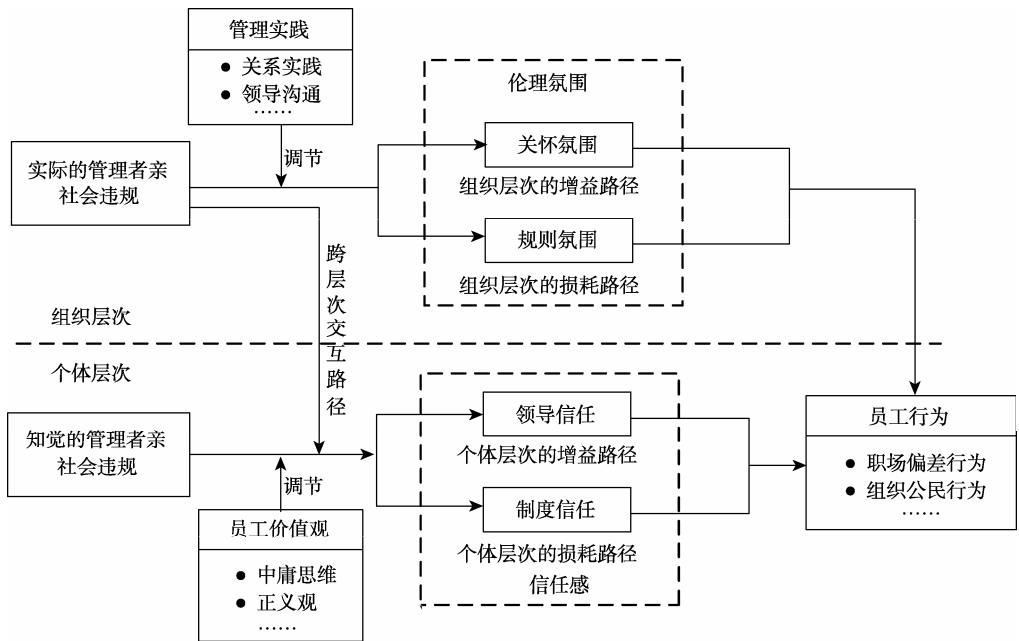 管理实践
● 关系实践
● 领导沟通
……
伦理氛围
调节
关怀氛围
实际的管理者亲
社会违规
组织层次的增益路径
规则氛围
组织层次的损耗路径
跨层次交互路径
组织层次
个体层次
领导信任
员工行为
知觉的管理者亲
社会违规
个体层次的增益路径
● 职场偏差行为
● 组织公民行为
……
调节
制度信任
员工价值观
个体层次的损耗路径
信任感
● 中庸思维
● 正义观
……